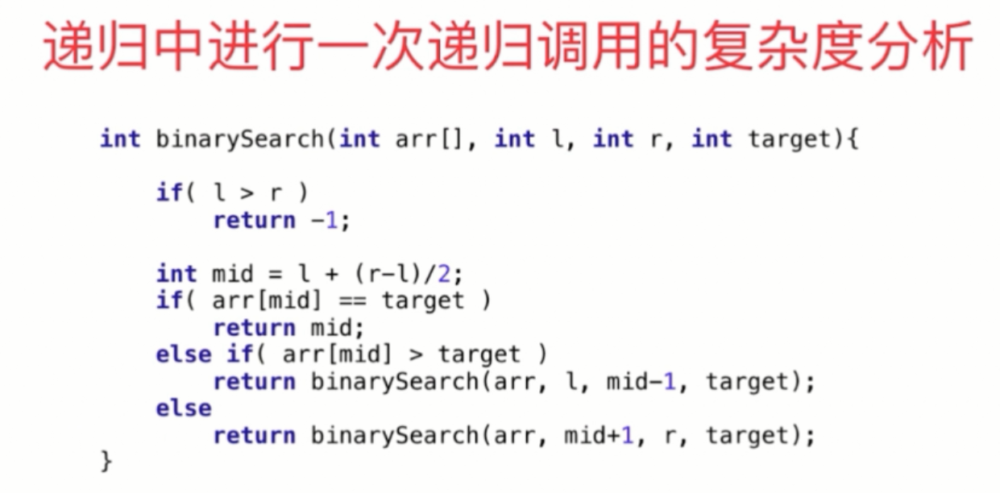 递归中进行一次递归调用的复杂度分析
int binarySearch(int arr[], int l, int r, int target){
if( l > r )
return -1;
int mid = l + (r-l)/2;
if( arr[mid] == target )
return mid;
else if( arr[mid] > target )
return binarySearch(arr, l, mid-1, target);
else
return binarySearch(arr, mid+1, r, target);
}